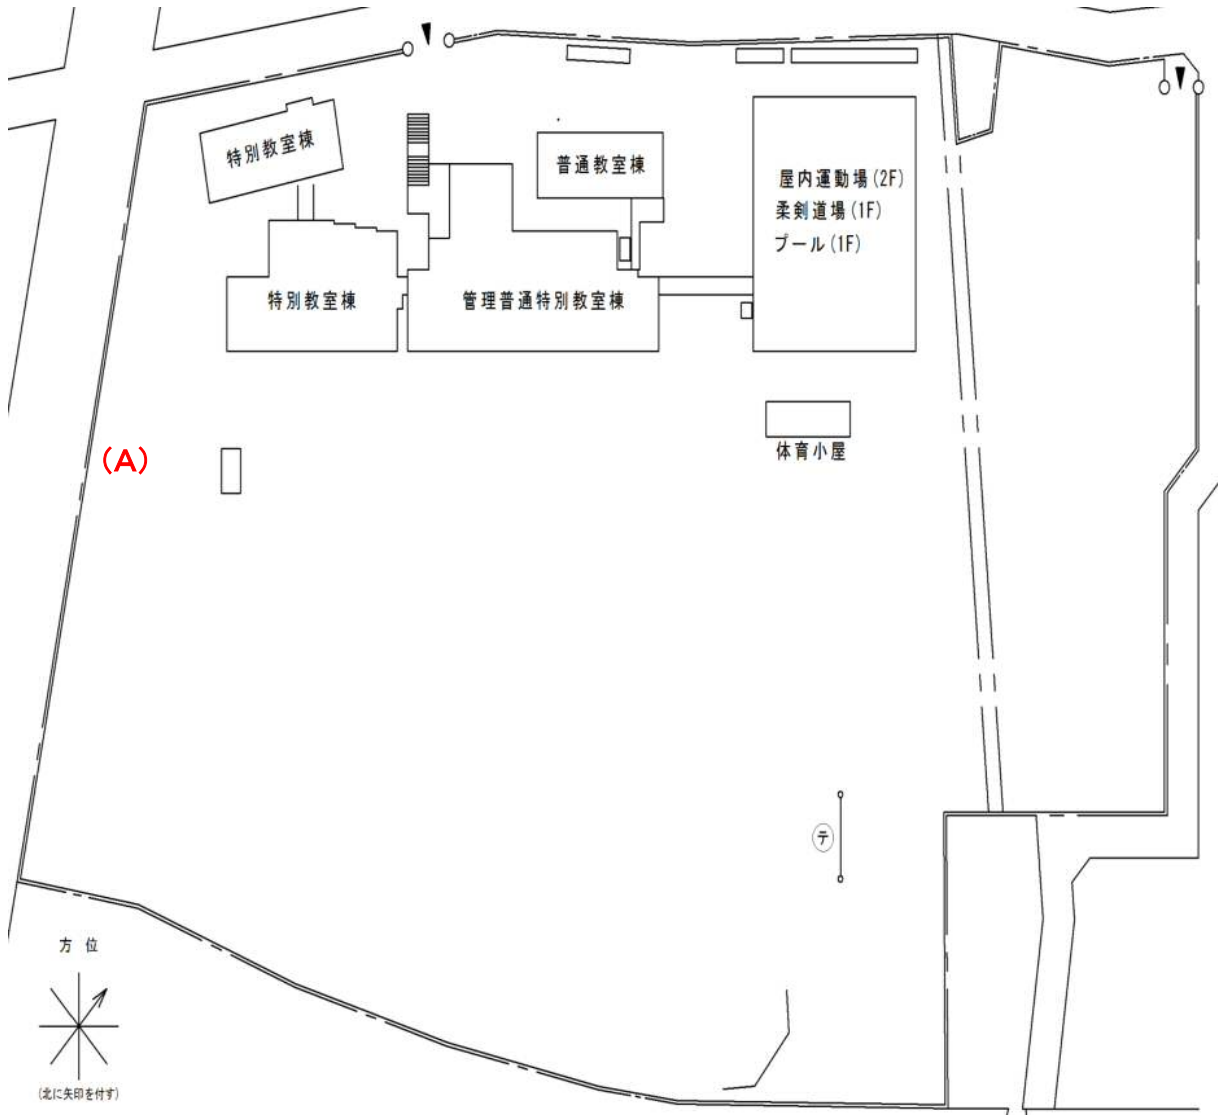 特別教室棟
普通教室棟
屋内運動場(2F)
柔剣道場(1F)
プール(1F)
特別教室棟
管理普通特別教室棟
体育小屋
(A)
テ
方位
(北に矢印を付す)